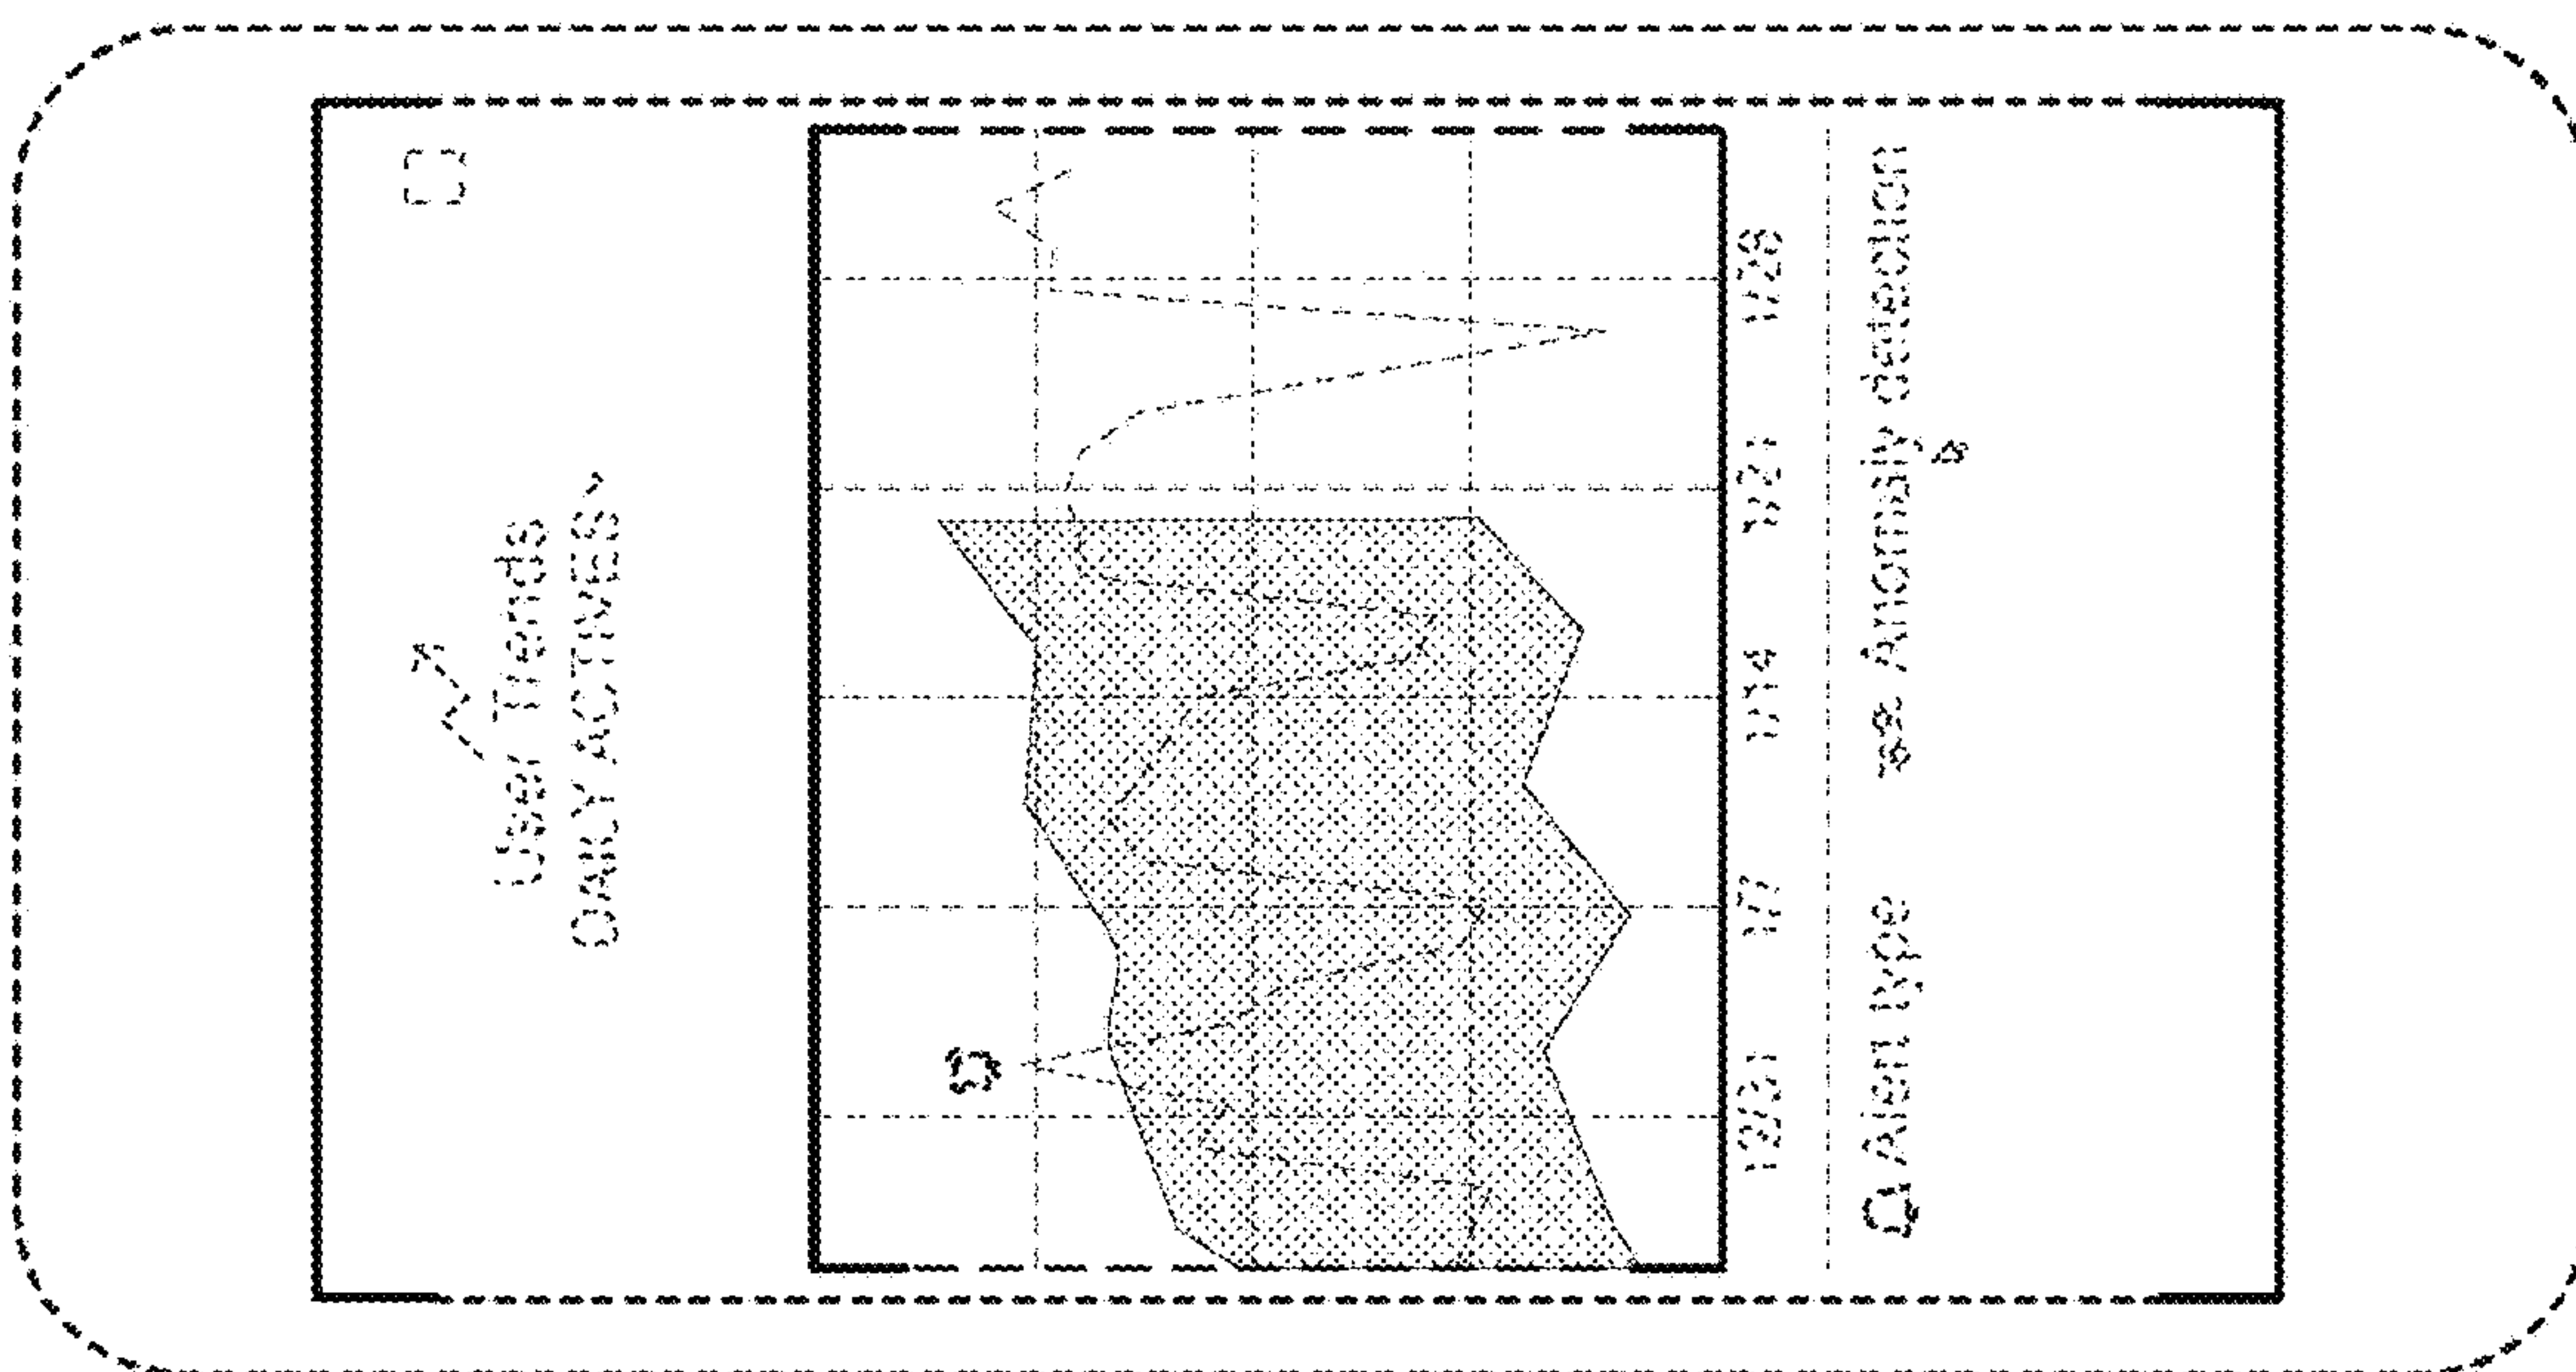 User Trends
DAILY ACTIVES
12/31 1/7 1/14 1/21 1/28
Alert type Anomaly detection